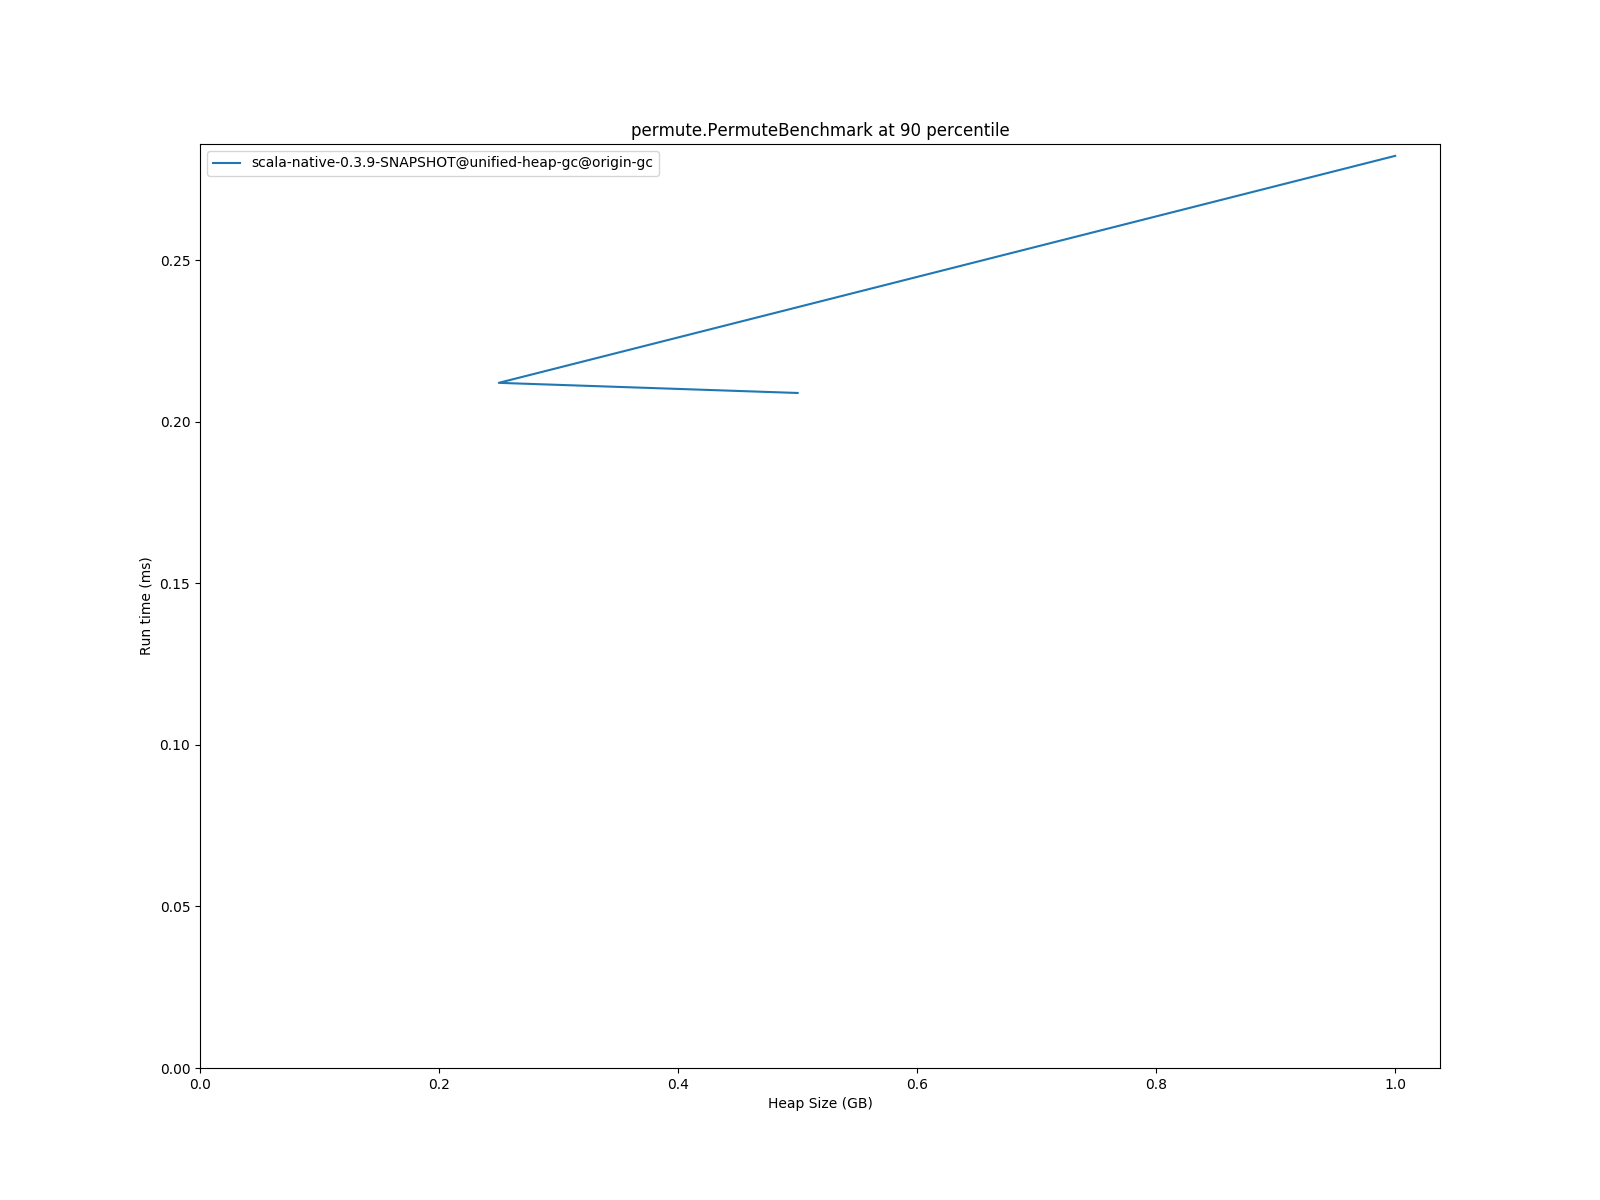 permute.PermuteBenchmark at 90 percentile
scala-native-0.3.9-SNAPSHOT@unified-heap-gc@origin-gc
0.25
0.20
0.15
0.10
0.05
0.00
Run time (ms)
0.0 0.2 0.4 0.6 0.8 1.0
Heap Size (GB)